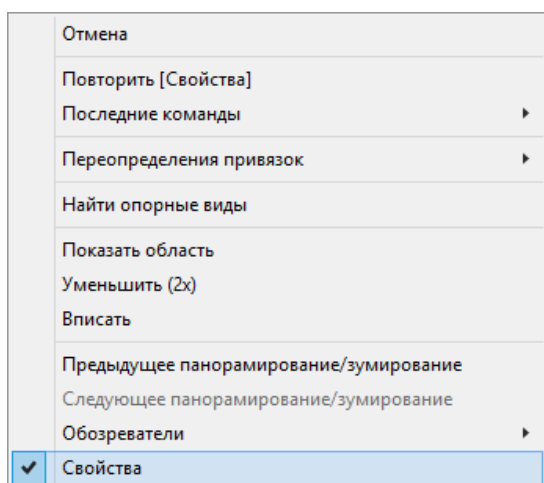 Отмена
Повторить [Свойства]
Последние команды
Переопределения привязок
Найти опорные виды
Показать область
Уменьшить (2x)
Вписать
Предыдущее панорамирование/зумирование
Следующее панорамирование/зумирование
Обозреватели
Свойства